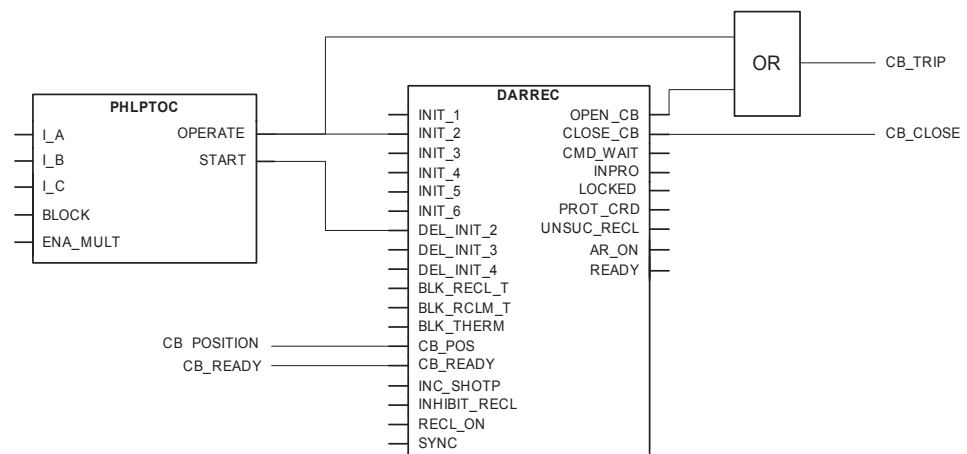 OR
CB_TRIP
PHLPTOC
I_A
I_B
I_C
BLOCK
ENA_MULT
OPERATE
START
DARREC
INIT_1
INIT_2
INIT_3
INIT_4
INIT_5
INIT_6
DEL_INIT_2
DEL_INIT_3
DEL_INIT_4
BLK_RECL_T
BLK_RCLM_T
BLK_THERM
CB_POS
CB_READY
INC_SHOTP
INHIBIT_RECL
RECL_ON
SYNC
OPEN_CB
CLOSE_CB
CMD_WAIT
INPRO
LOCKED
PROT_CRD
UNSUC_RECL
AR_ON
READY
CB_CLOSE
CB_POSITION
CB_READY